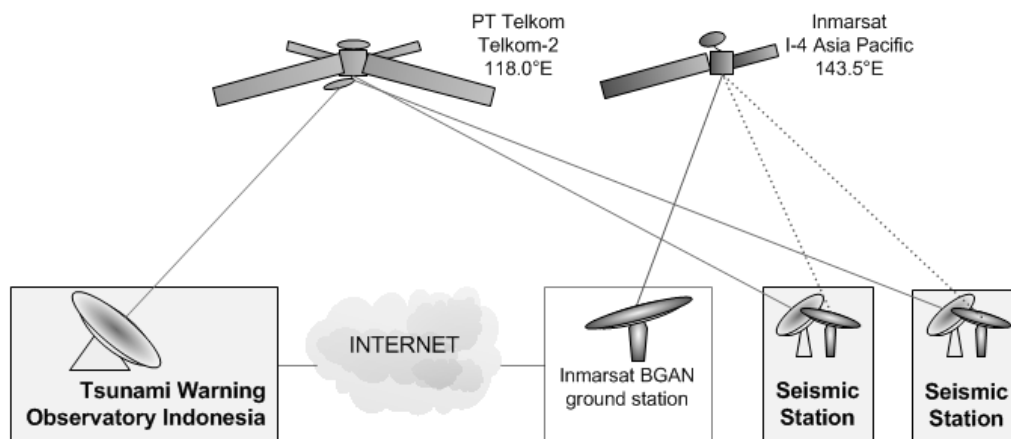 PT Telkom
Telkom-2
118.0°E
Inmarsat
I-4 Asia Pacific
143.5°E
INTERNET
Tsunami Warning
Observatory Indonesia
Inmarsat BGAN
ground station
Seismic
Station
Seismic
Station